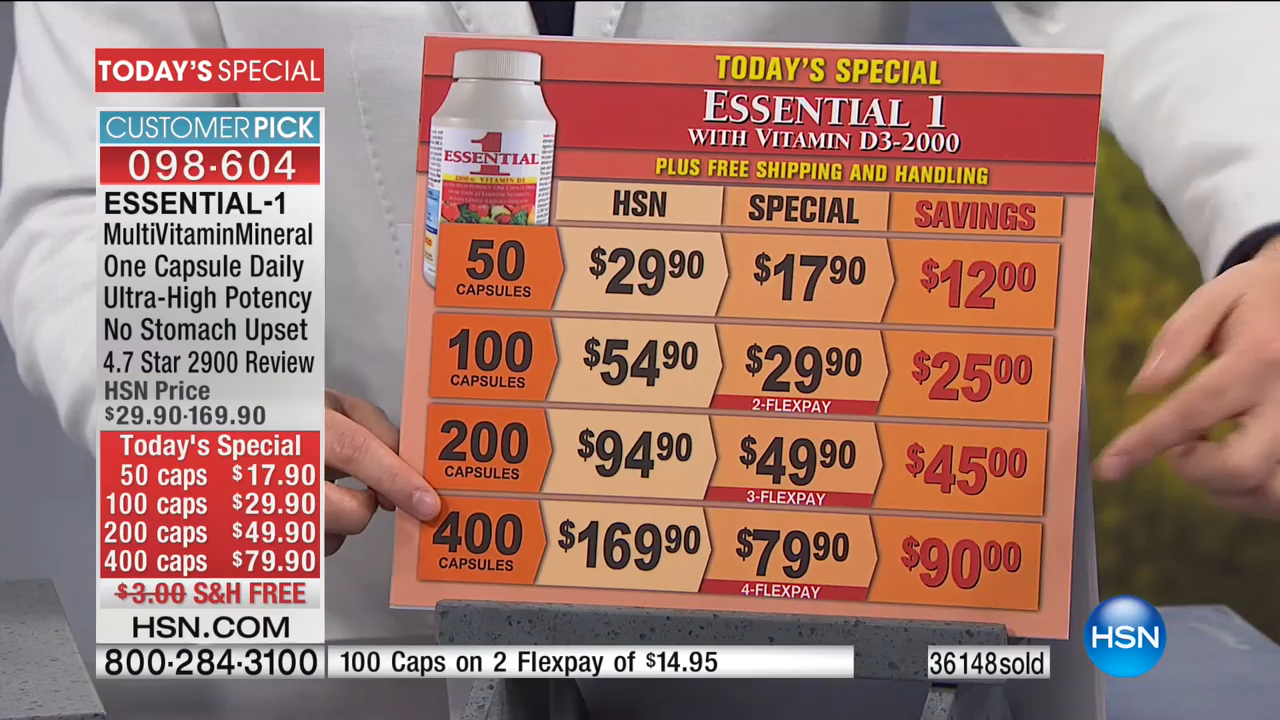 TODAY'S SPECIAL
CUSTOMER PICK
098·604
ESSENTIAL-1
MultiVitaminMineral
One Capsule Daily
Ultra-High Potency
No Stomach Upset
4.7 Star 2900 Review
HSN Price
$29.90-169.90
Today's Special
50 caps $17.90
100 caps $29.90
200 caps $49.90
400 caps $79.90
$3.00 S&H FREE
HSN.COM
800·284·3100
100 Caps on 2 Flexpay of $14.95
36148sold
HSN
TODAY'S SPECIAL
ESSENTIAL 1
WITH VITAMIN D3-2000
PLUS FREE SHIPPING AND HANDLING
HSN SPECIAL SAVINGS
50 CAPSULES $29.90 $17.90 $12.00
100 CAPSULES $54.90 $29.90 $25.00
2-FLEXPAY
200 CAPSULES $94.90 $49.90 $45.00
3-FLEXPAY
400 CAPSULES $169.90 $79.90 $90.00
4-FLEXPAY
1
ESSENTIAL